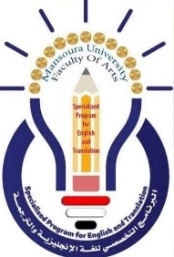 Mansoura University
Faculty Of Arts
Specialized
Program
for
English
and
Translation
Specialized Program for English and Translation
البرنامج التخصصي للغة الإنجليزية والترجمة